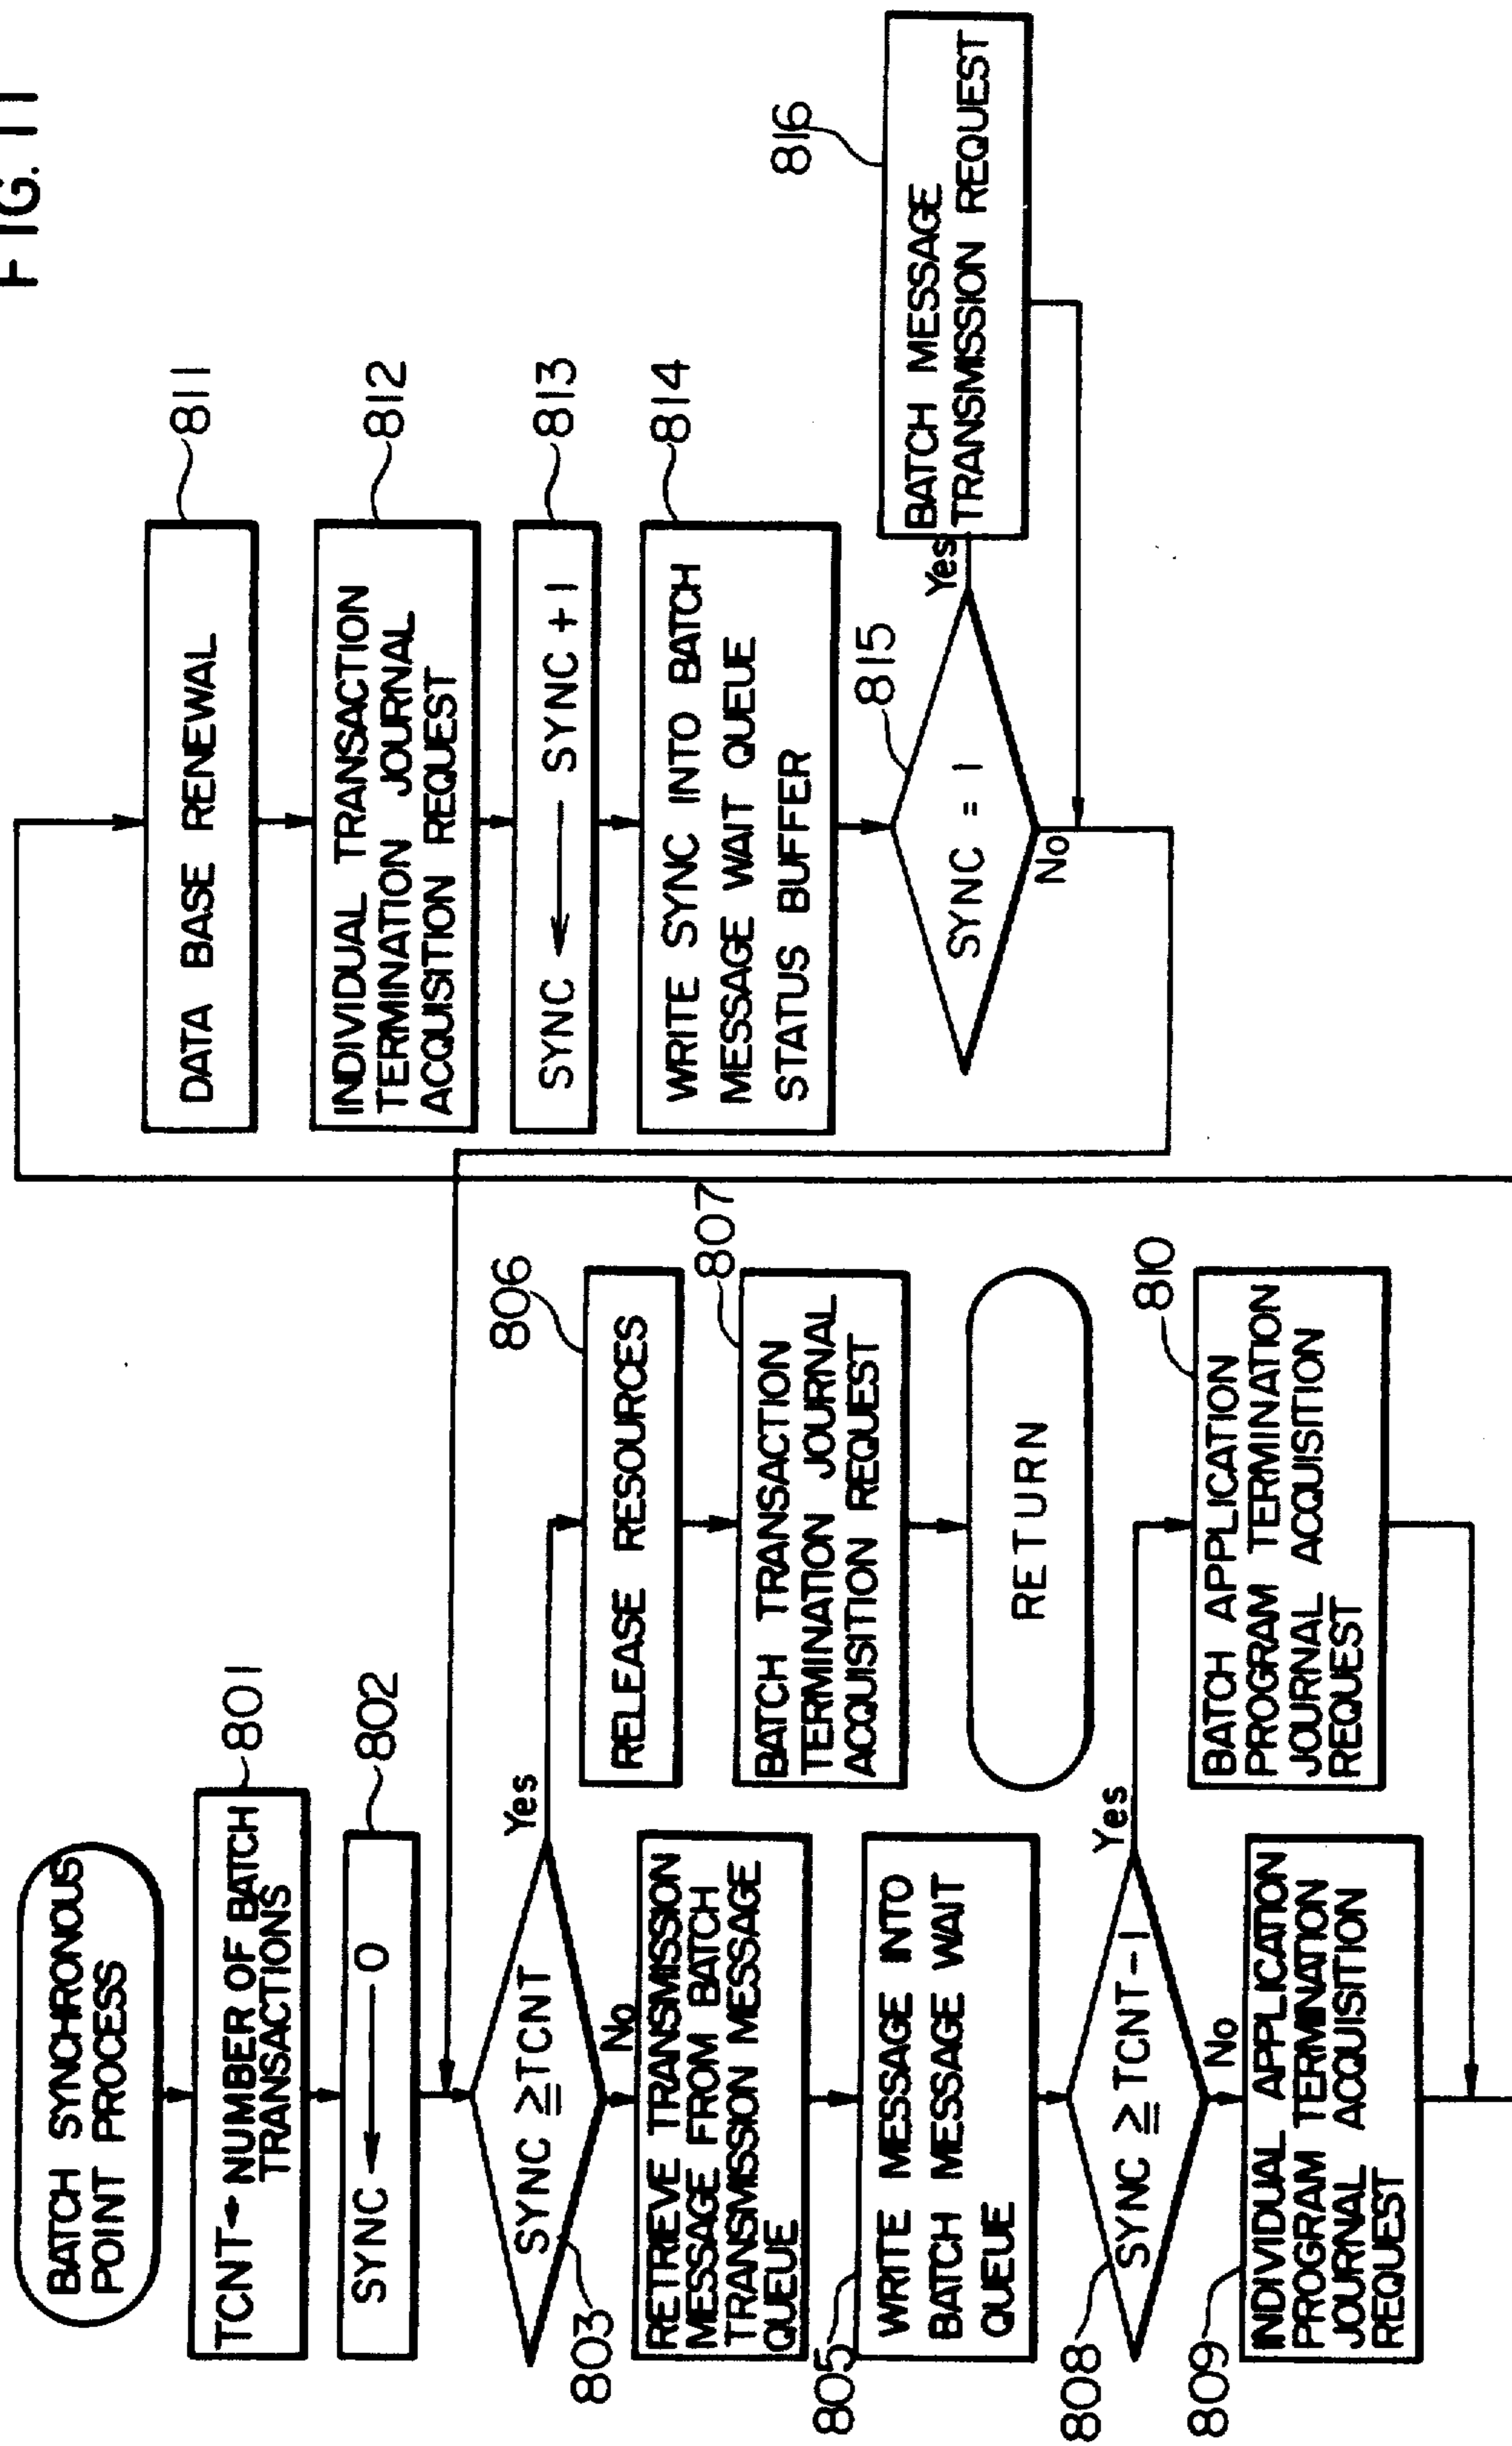 FIG. 11
BATCH SYNCHRONOUS
POINT PROCESS
TCNT ← NUMBER OF BATCH
TRANSACTIONS
801
SYNC ← 0
802
SYNC ≧ TCNT
803
Yes
No
RETRIEVE TRANSMISSION
MESSAGE FROM BATCH
TRANSMISSION MESSAGE
QUEUE
WRITE MESSAGE INTO
BATCH MESSAGE WAIT
QUEUE
805
RELEASE RESOURCES
806
BATCH TRANSACTION
TERMINATION JOURNAL
ACQUISITION REQUEST
807
RETURN
SYNC ≧ TCNT-1
808
Yes
No
INDIVIDUAL APPLICATION
PROGRAM TERMINATION
JOURNAL ACQUISITION
REQUEST
809
BATCH APPLICATION
PROGRAM TERMINATION
JOURNAL ACQUISITION
REQUEST
810
DATA BASE RENEWAL
811
INDIVIDUAL TRANSACTION
TERMINATION JOURNAL
ACQUISITION REQUEST
812
SYNC ← SYNC + 1
813
WRITE SYNC INTO BATCH
MESSAGE WAIT QUEUE
STATUS BUFFER
814
SYNC = 1
815
Yes
No
BATCH MESSAGE
TRANSMISSION REQUEST
816